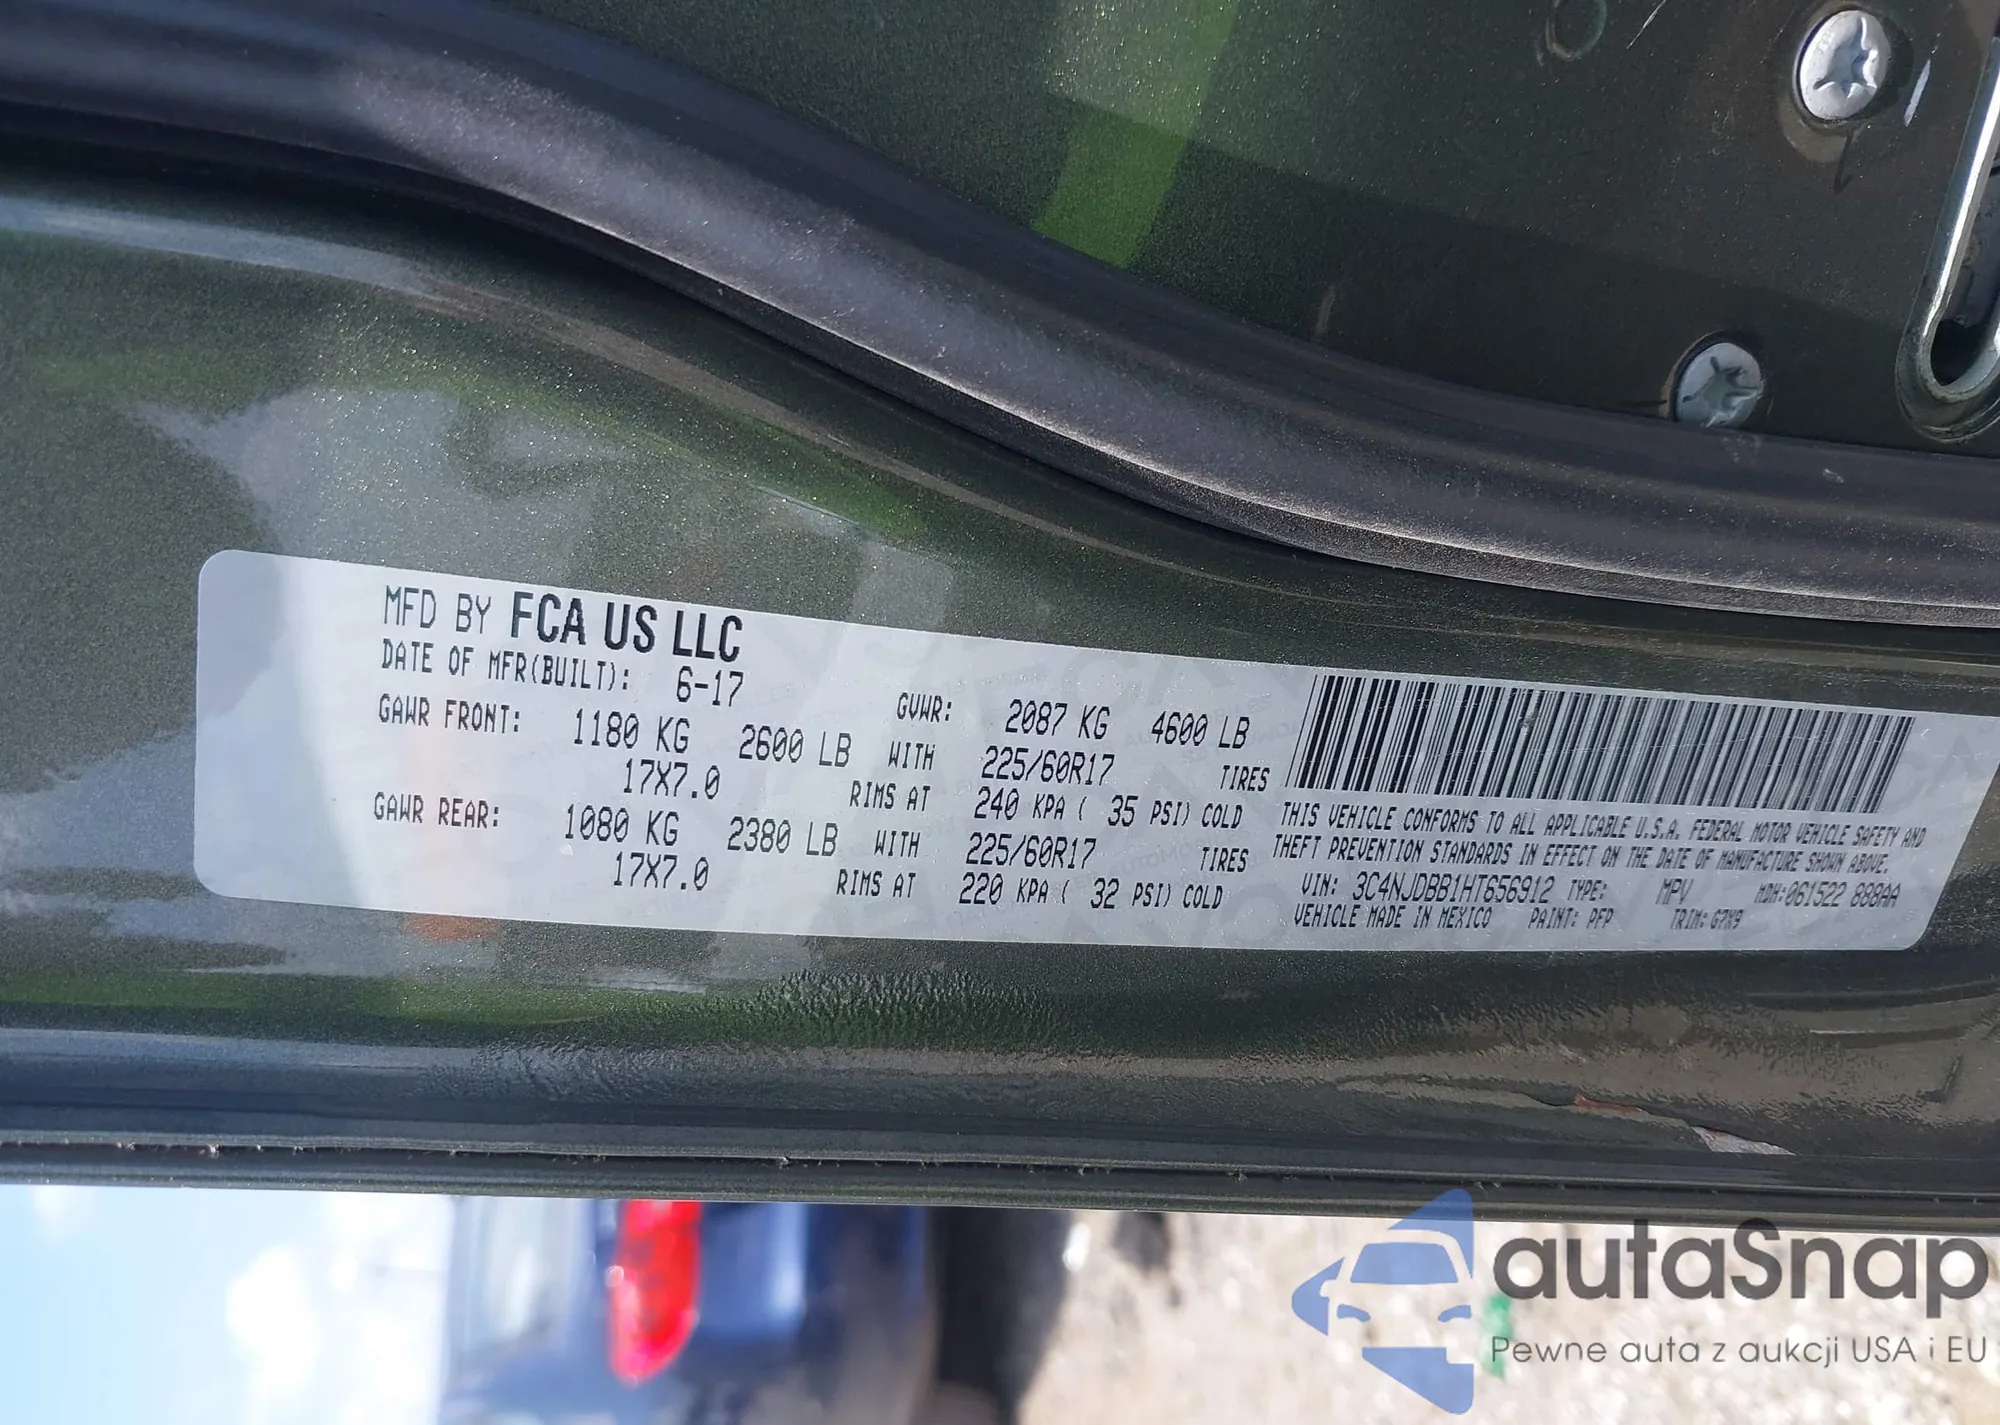 MFD BY FCA US LLC
DATE OF MFR(BUILT): 6-17
GVWR: 2087 KG 4600 LB
GAWR FRONT: 1180 KG 2600 LB WITH 225/60R17 TIRES
17X7.0 RIMS AT 240 KPA ( 35 PSI) COLD
GAWR REAR: 1080 KG 2380 LB WITH 225/60R17 TIRES
17X7.0 RIMS AT 220 KPA ( 32 PSI) COLD
THIS VEHICLE CONFORMS TO ALL APPLICABLE U.S.A. FEDERAL MOTOR VEHICLE SAFETY AND
THEFT PREVENTION STANDARDS IN EFFECT ON THE DATE OF MANUFACTURE SHOWN ABOVE.
VIN: 3C4NJDBB1HT656912 TYPE: MPV MDH:061522 888AA
VEHICLE MADE IN MEXICO PAINT: PFP TRIM: G7X9
autaSnap
Pewne auta z aukcji USA i EU